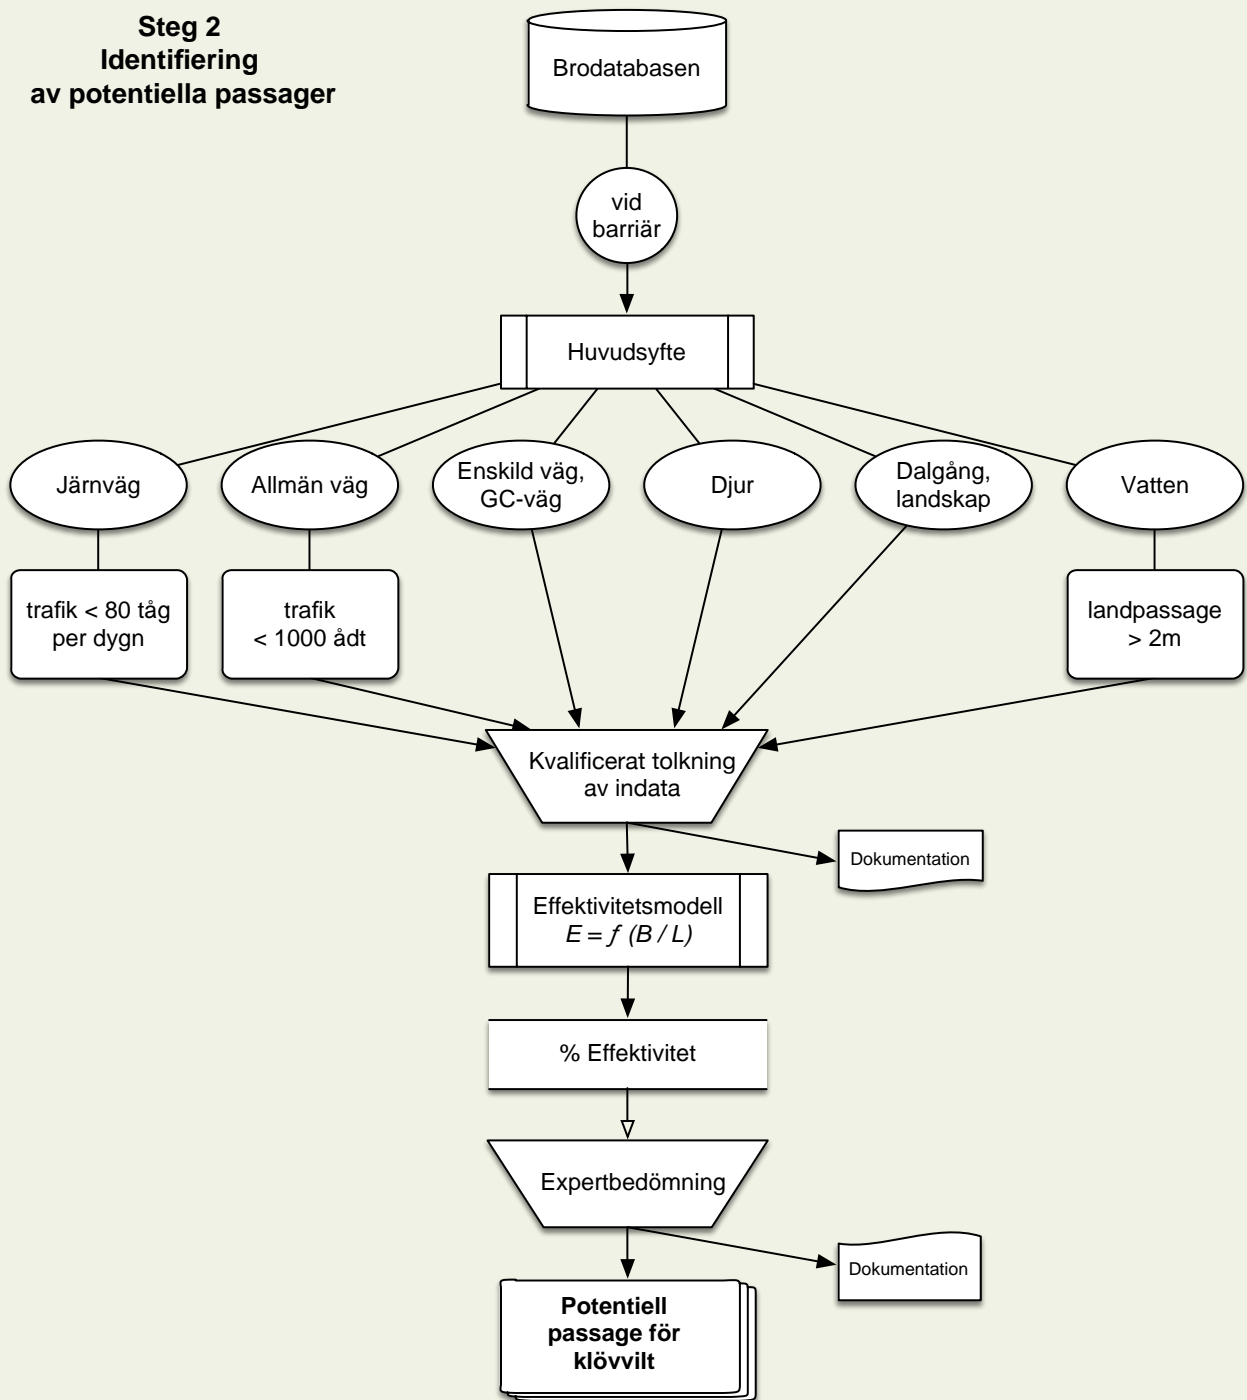 Steg 2
Identifiering
av potentiella passager
Brodatabasen
vid
barriär
Huvudsyfte
Järnväg
Allmän väg
Enskild väg,
GC-väg
Djur
Dalgång,
landskap
Vatten
trafik < 80 tåg
per dygn
trafik
< 1000 ådt
landpassage
> 2m
Kvalificerat tolkning
av indata
Dokumentation
Effektivitetsmodell
E = f (B / L)
% Effektivitet
Expertbedömning
Dokumentation
Potentiell
passage för
klövvilt